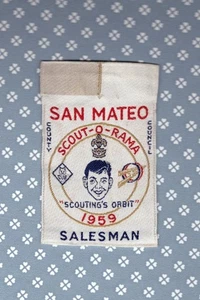 SAN MATEO
COUNTY
COUNCIL
SCOUT-O-RAMA
"SCOUTING'S ORBIT"
1959
SALESMAN